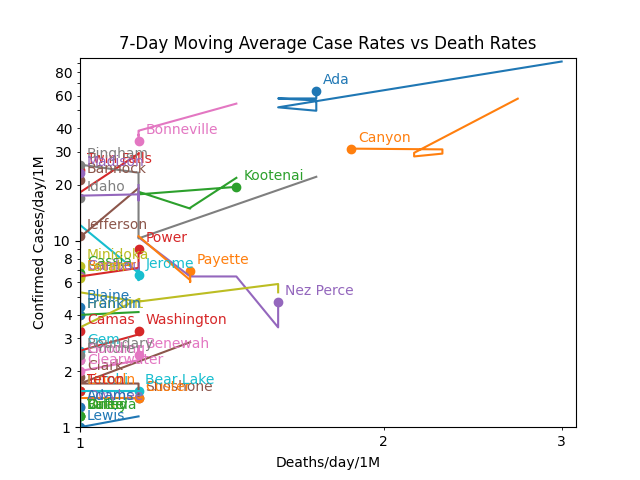 7-Day Moving Average Case Rates vs Death Rates
80
60
40
30
20
10
8
6
4
3
2
1
Confirmed Cases/day/1M
1
2
3
Deaths/day/1M
Ada
Bonneville
Canyon
Bingham
Twin Falls
Bannock
Kootenai
Idaho
Jefferson
Power
Payette
Minidoka
Cassia
Jerome
Blaine
Franklin
Nez Perce
Camas
Washington
Gem
Boundary
Benewah
Clearwater
Clark
Teton
Bear Lake
Shoshone
Adams
Lewis